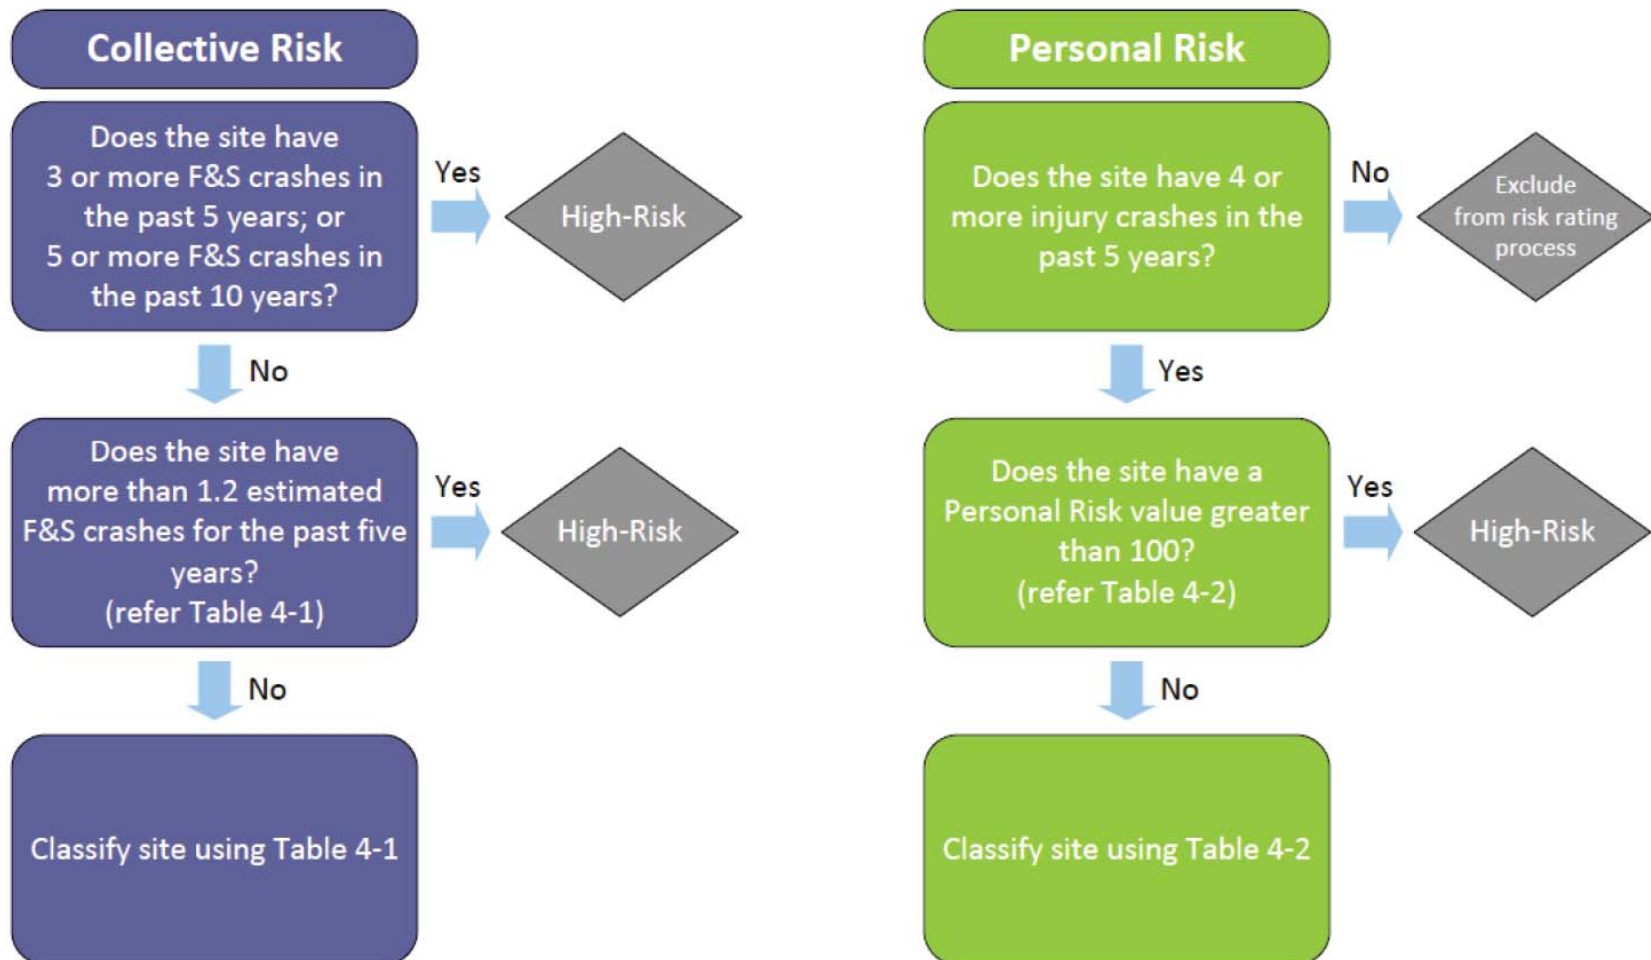 Collective Risk
Does the site have
3 or more F&S crashes in
the past 5 years; or
5 or more F&S crashes in
the past 10 years?
Yes
High-Risk
No
Does the site have
more than 1.2 estimated
F&S crashes for the past five
years?
(refer Table 4-1)
Yes
High-Risk
No
Classify site using Table 4-1
Personal Risk
Does the site have 4 or
more injury crashes in the
past 5 years?
No
Exclude
from risk rating
process
Yes
Does the site have a
Personal Risk value greater
than 100?
(refer Table 4-2)
Yes
High-Risk
No
Classify site using Table 4-2